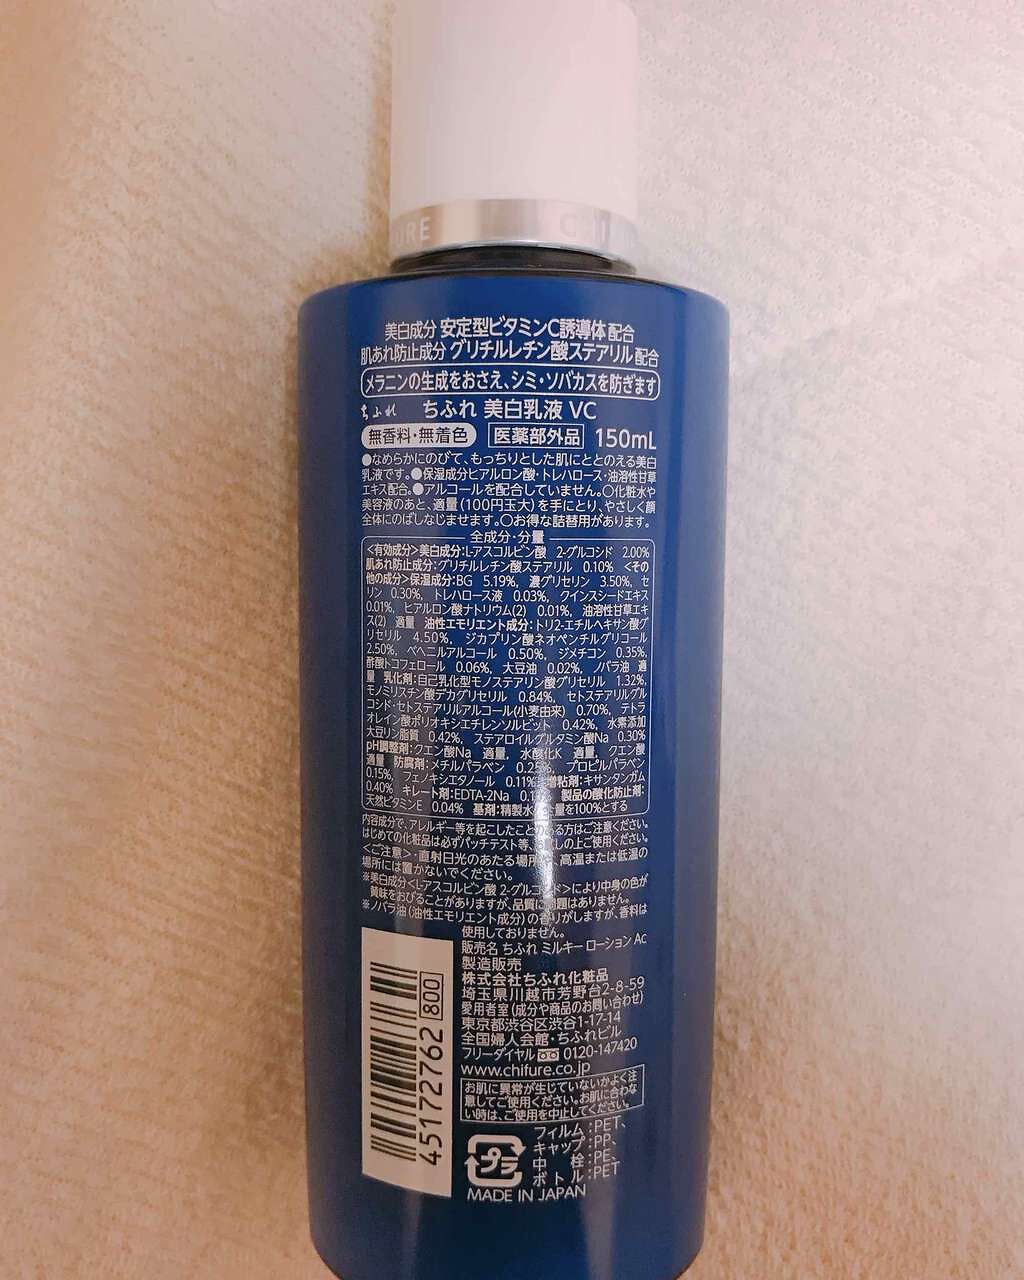 URE CHI
美白成分 安定型ビタミンC誘導体 配合
肌あれ防止成分 グリチルレチン酸ステアリル 配合
メラニンの生成をおさえ、シミ・ソバカスを防ぎます
ちふれ ちふれ 美白乳液 VC
無香料・無着色 医薬部外品 150mL
●なめらかにのびて、もっちりとした肌にととのえる美白
乳液です。●保湿成分ヒアルロン酸・トレハロース・油溶性甘草
エキス配合。●アルコールを配合していません。○化粧水や
美容液のあと、適量(100円玉大)を手にとり、やさしく顔
全体にのばしなじませます。○お得な詰替用があります。
全成分・分量
<有効成分>美白成分:L-アスコルビン酸 2-グルコシド 2.00%
肌あれ防止成分:グリチルレチン酸ステアリル 0.10% <その
他の成分>保湿成分:BG 5.19%, 濃グリセリン 3.50%, セ
リン 0.30%, トレハロース液 0.03%, クインスシードエキス
0.01%, ヒアルロン酸ナトリウム(2) 0.01%, 油溶性甘草エキ
ス(2) 適量 油性エモリエント成分:トリ2-エチルヘキサン酸グ
リセリル 4.50%, ジカプリン酸ネオペンチルグリコール
2.50%, ベヘニルアルコール 0.50%, ジメチコン 0.35%,
酢酸トコフェロール 0.06%, 大豆油 0.02%, ノバラ油 適
量 乳化剤:自己乳化型モノステアリン酸グリセリル 1.32%,
モノミリスチン酸デカグリセリル 0.84%, セトステアリルグル
コシド・セトステアリルアルコール(小麦由来) 0.70%, テトラ
オレイン酸ポリオキシエチレンソルビット 0.42%, 水素添加
大豆リン脂質 0.42%, ステアロイルグルタミン酸Na 0.30%
pH調整剤:クエン酸Na 適量, 水酸化K 適量, クエン酸
適量 防腐剤:メチルパラベン 0.25%, プロピルパラベン
0.15%, フェノキシエタノール 0.11% 増粘剤:キサンタンガム
0.40% キレート剤:EDTA-2Na 製品の酸化防止剤:
天然ビタミンE 0.04% 基剤:精製水 量を100%とする
内容成分で、アレルギー等を起こしたことのある方はご注意ください。
はじめての化粧品は必ずパッチテスト等、お試しの上ご使用ください。
<ご注意>・直射日光のあたる場所、高温または低温の
場所には置かないでください。
※美白成分<L-アスコルビン酸 2-グルコシド>により中身の色が
黄味をおびることがありますが、品質に問題はありません。
※ノバラ油(油性エモリエント成分)の香りがしますが、香料は
使用しておりません。
販売名 ちふれ ミルキー ローション Ac
製造販売
株式会社ちふれ化粧品
埼玉県川越市芳野台2-8-59
愛用者室(成分や商品のお問い合わせ)
東京都渋谷区渋谷1-17-14
全国婦人会館・ちふれビル
フリーダイヤル 0120-147420
www.chifure.co.jp
お肌に異常が生じていないかよく注
意してご使用ください。お肌に合わな
い時は、ご使用を中止してください。
800
45172762
プラ
フィルム:PET、
キャップ:PP、
中栓:PE、
ボトル:PET
MADE IN JAPAN